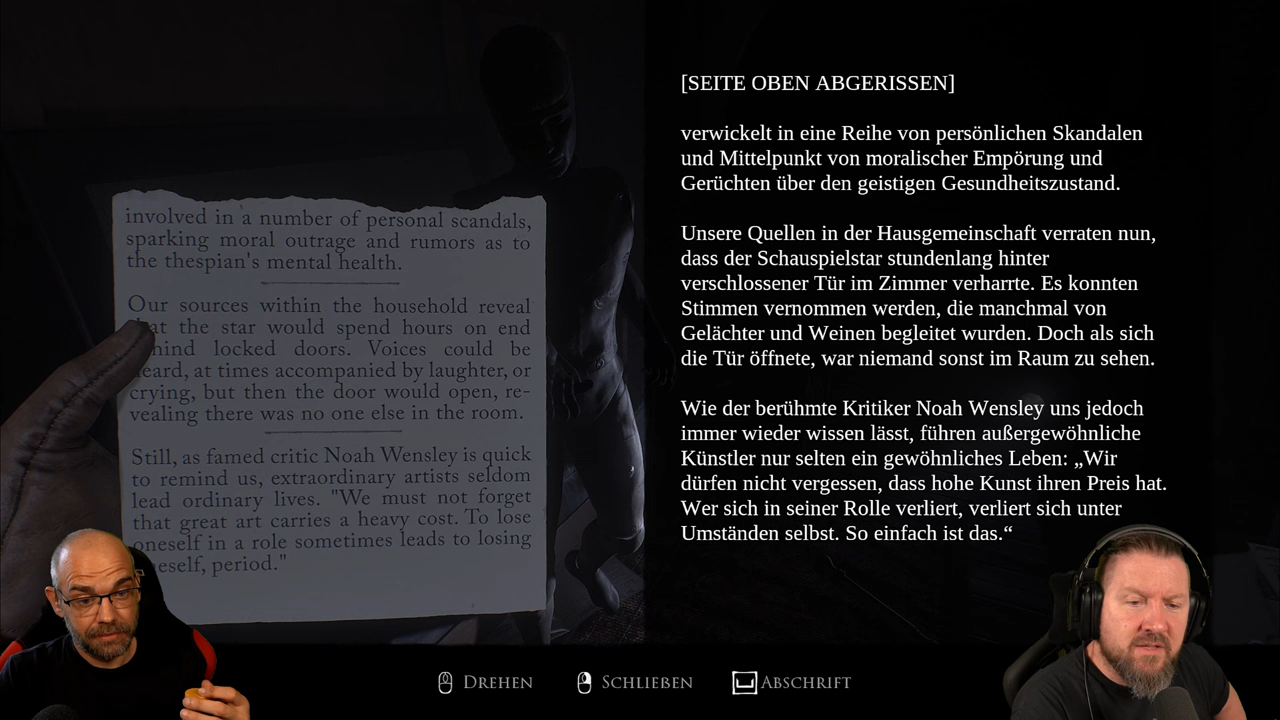 involved in a number of personal scandals,
sparking moral outrage and rumors as to
the thespian's mental health.
Our sources within the household reveal
that the star would spend hours on end
behind locked doors. Voices could be
heard, at times accompanied by laughter, or
crying, but then the door would open, re-
vealing there was no one else in the room.
Still, as famed critic Noah Wensley is quick
to remind us, extraordinary artists seldom
lead ordinary lives. "We must not forget
that great art carries a heavy cost. To lose
oneself in a role sometimes leads to losing
oneself, period."
[SEITE OBEN ABGERISSEN]
verwickelt in eine Reihe von persönlichen Skandalen
und Mittelpunkt von moralischer Empörung und
Gerüchten über den geistigen Gesundheitszustand.
Unsere Quellen in der Hausgemeinschaft verraten nun,
dass der Schauspielstar stundenlang hinter
verschlossener Tür im Zimmer verharrte. Es konnten
Stimmen vernommen werden, die manchmal von
Gelächter und Weinen begleitet wurden. Doch als sich
die Tür öffnete, war niemand sonst im Raum zu sehen.
Wie der berühmte Kritiker Noah Wensley uns jedoch
immer wieder wissen lässt, führen außergewöhnliche
Künstler nur selten ein gewöhnliches Leben: „Wir
dürfen nicht vergessen, dass hohe Kunst ihren Preis hat.
Wer sich in seiner Rolle verliert, verliert sich unter
Umständen selbst. So einfach ist das.“
DREHEN
SCHLIEßEN
ABSCHRIFT